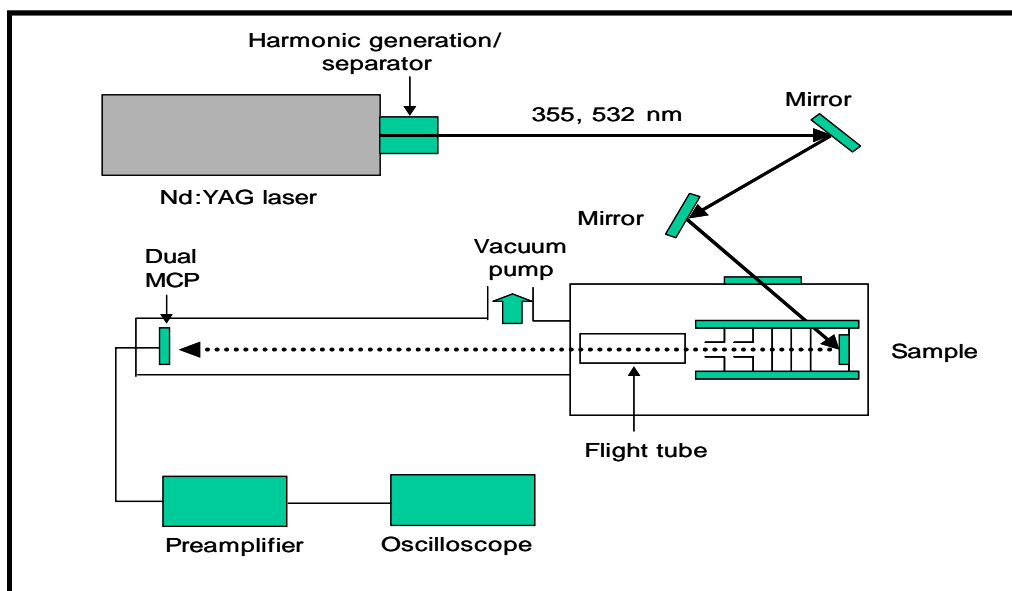 Harmonic generation/
separator
355, 532 nm
Mirror
Nd:YAG laser
Mirror
Dual
MCP
Vacuum
pump
Sample
Flight tube
Preamplifier
Oscilloscope